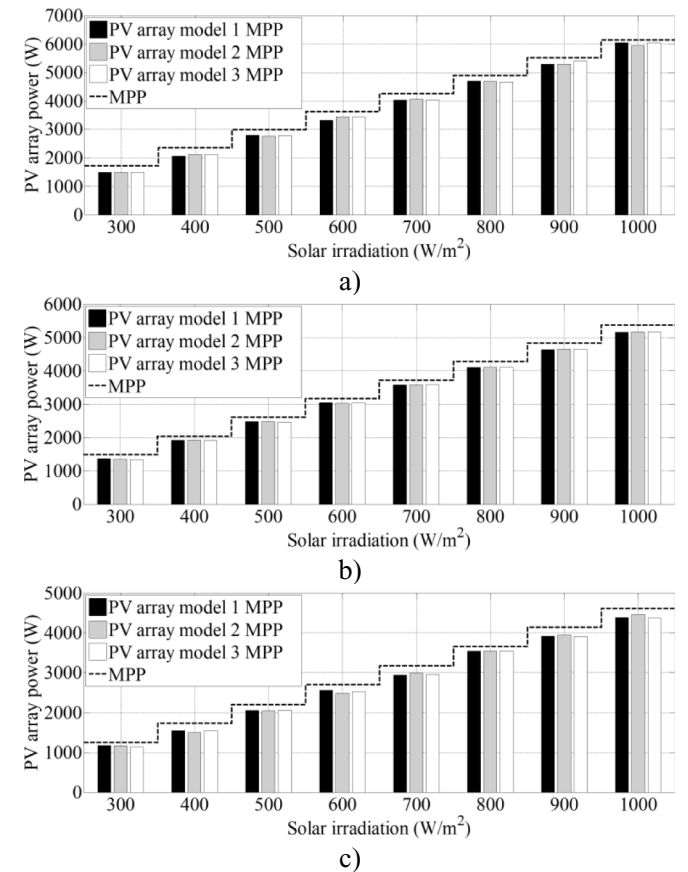 7000
6000
5000
4000
3000
2000
1000
0
PV array power (W)
PV array model 1 MPP
PV array model 2 MPP
PV array model 3 MPP
MPP
300 400 500 600 700 800 900 1000
Solar irradiation (W/m²)
a)
6000
5000
4000
3000
2000
1000
0
PV array power (W)
PV array model 1 MPP
PV array model 2 MPP
PV array model 3 MPP
MPP
300 400 500 600 700 800 900 1000
Solar irradiation (W/m²)
b)
5000
4000
3000
2000
1000
0
PV array power (W)
PV array model 1 MPP
PV array model 2 MPP
PV array model 3 MPP
MPP
300 400 500 600 700 800 900 1000
Solar irradiation (W/m²)
c)